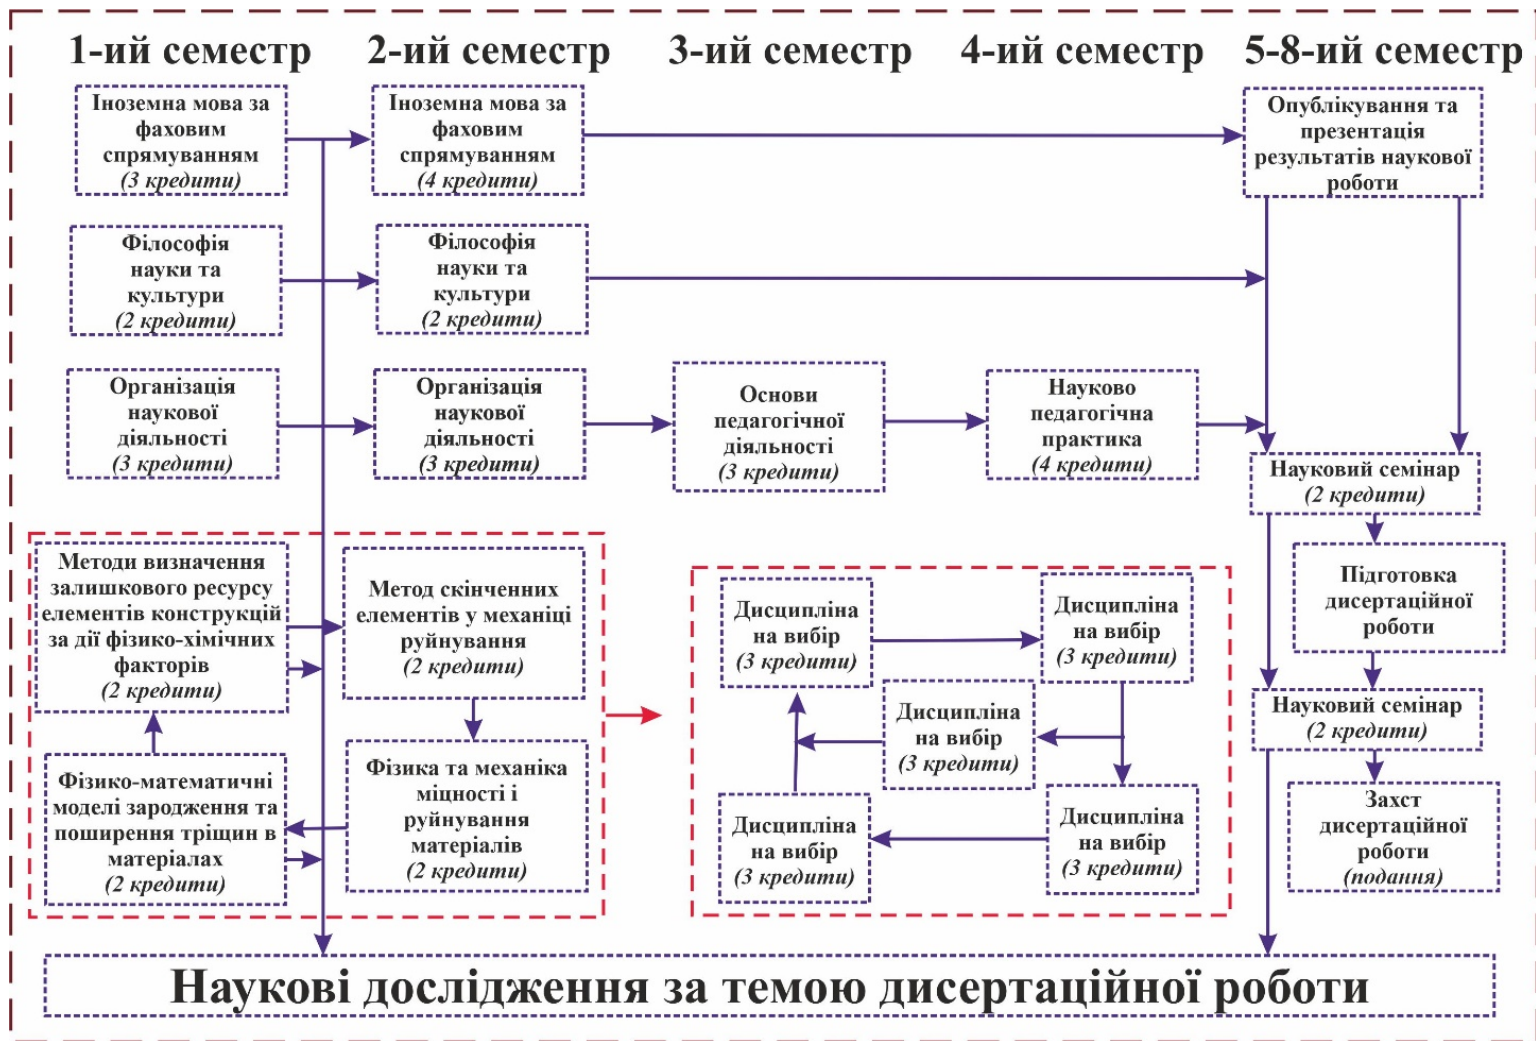 1-ий семестр
2-ий семестр
3-ий семестр
4-ий семестр
5-8-ий семестр
Іноземна мова за
фаховим
спрямуванням
(3 кредити)
Іноземна мова за
фаховим
спрямуванням
(4 кредити)
Опублікування та
презентація
результатів наукової
роботи
Філософія
науки та
культури
(2 кредити)
Філософія
науки та
культури
(2 кредити)
Організація
наукової
діяльності
(3 кредити)
Організація
наукової
діяльності
(3 кредити)
Основи
педагогічної
діяльності
(3 кредити)
Науково
педагогічна
практика
(4 кредити)
Науковий семінар
(2 кредити)
Методи визначення
залишкового ресурсу
елементів конструкцій
за дії фізико-хімічних
факторів
(2 кредити)
Метод скінченних
елементів у механіці
руйнування
(2 кредити)
Дисципліна
на вибір
(3 кредити)
Дисципліна
на вибір
(3 кредити)
Підготовка
дисертаційної
роботи
Дисципліна
на вибір
(3 кредити)
Науковий семінар
(2 кредити)
Фізико-математичні
моделі зародження та
поширення тріщин в
матеріалах
(2 кредити)
Фізика та механіка
міцності і
руйнування
матеріалів
(2 кредити)
Дисципліна
на вибір
(3 кредити)
Дисципліна
на вибір
(3 кредити)
Захст
дисертаційної
роботи
(подання)
Наукові дослідження за темою дисертаційної роботи